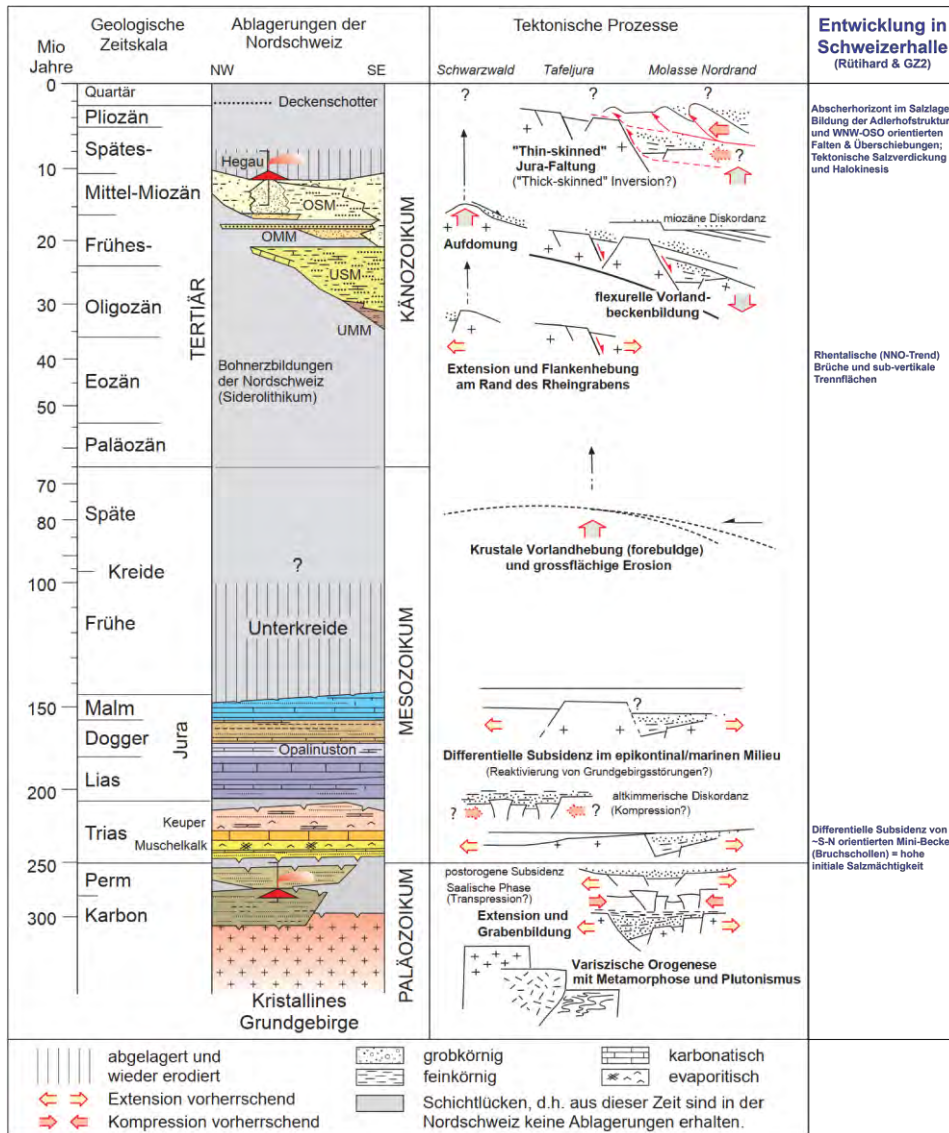 Mio
Jahre
Geologische
Zeitskala
Ablagerungen der
Nordschweiz
NW
SE
Tektonische Prozesse
Schwarzwald
Tafeljura
Molasse Nordrand
Entwicklung in
Schweizerhalle
(Rütihard & GZ2)
0
10
20
30
40
50
70
80
100
150
200
250
300
Quartär
Pliozän
Spätes-
Mittel-Miozän
Frühes-
Oligozän
Eozän
Paläozän
TERTIÄR
Späte
Kreide
Frühe
Malm
Dogger
Lias
Jura
Trias
Keuper
Muschelkalk
Perm
Karbon
Deckenschotter
Hegau
OSM
OMM
USM
UMM
Bohnerzbildungen
der Nordschweiz
(Siderolithikum)
?
Unterkreide
Opalinuston
Kristallines
Grundgebirge
KÄNOZOIKUM
MESOZOIKUM
PALÄOZOIKUM
?
?
?
"Thin-skinned"
Jura-Faltung
("Thick-skinned" Inversion?)
?
Aufdomung
miozäne Diskordanz
flexurelle Vorland-
beckenbildung
Extension und Flankenhebung
am Rand des Rheingrabens
Krustale Vorlandhebung (forebuldge)
und grossflächige Erosion
?
Differentielle Subsidenz im epikontinal/marinen Milieu
(Reaktivierung von Grundgebirgsstörungen?)
?
?
altkimmerische Diskordanz
(Kompression?)
postorogene Subsidenz
Saalische Phase
(Transpression?)
Extension und
Grabenbildung
Variszische Orogenese
mit Metamorphose und Plutonismus
Abscherhorizont im Salzlage
Bildung der Adlerhofstruktur
und WNW-OSO orientierten
Falten & Überschiebungen;
Tektonische Salzverdickung
und Halokinesis
Rhentalische (NNO-Trend)
Brüche und sub-vertikale
Trennflächen
Differentielle Subsidenz von
~S-N orientierten Mini-Becke
(Bruchschollen) = hohe
initiale Salzmächtigkeit
abgelagert und
wieder erodiert
Extension vorherrschend
Kompression vorherrschend
grobkörnig
feinkörnig
karbonatisch
evaporitisch
Schichtlücken, d.h. aus dieser Zeit sind in der
Nordschweiz keine Ablagerungen erhalten.